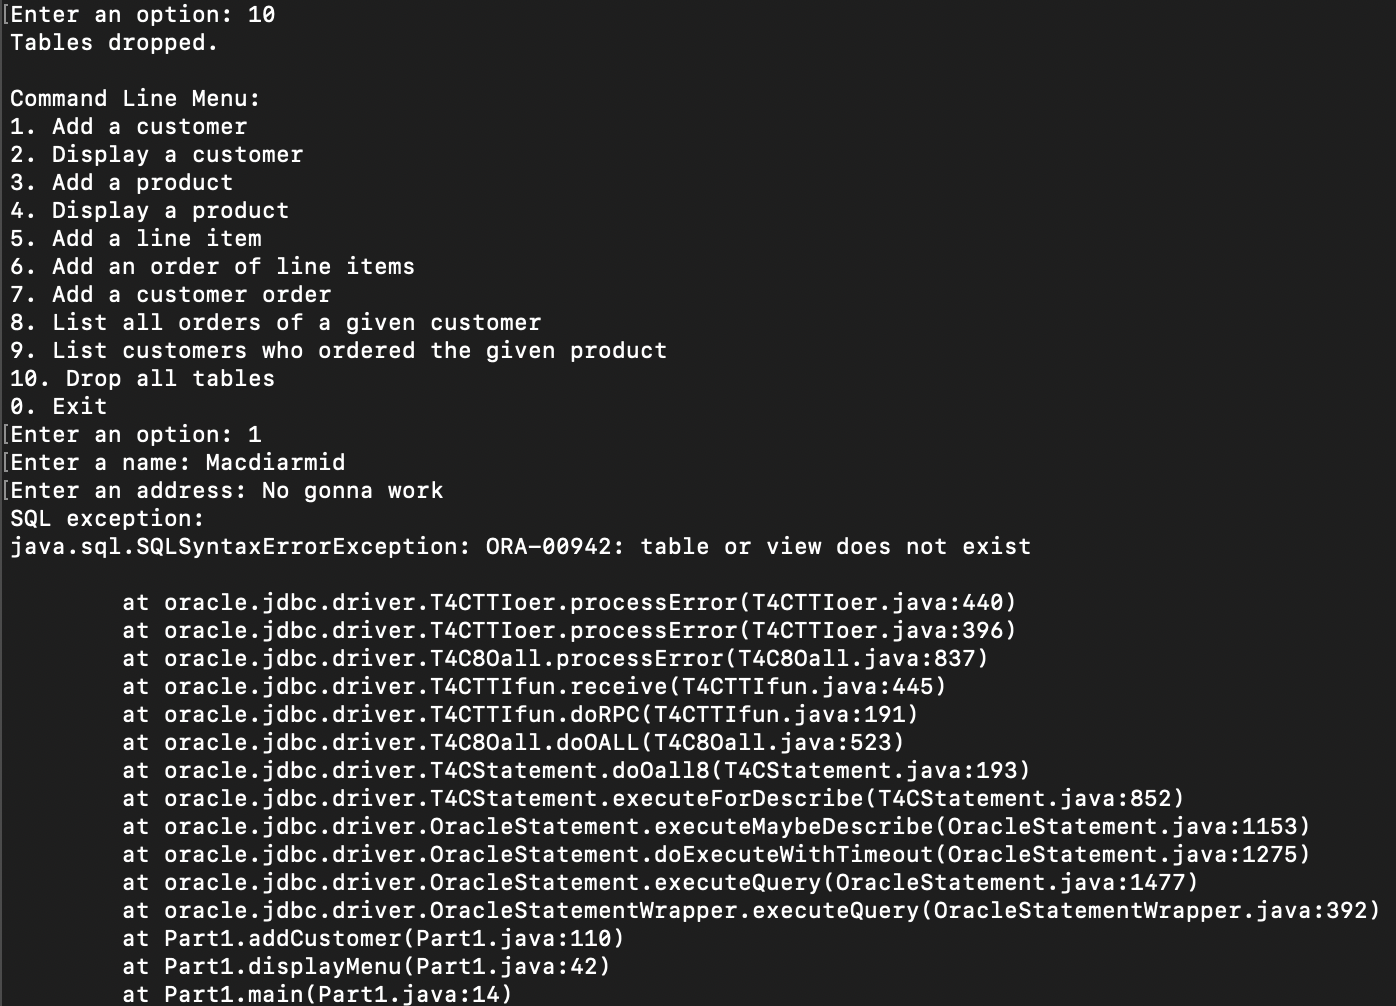 [Enter an option: 10
Tables dropped.
Command Line Menu:
1. Add a customer
2. Display a customer
3. Add a product
4. Display a product
5. Add a line item
6. Add an order of line items
7. Add a customer order
8. List all orders of a given customer
9. List customers who ordered the given product
10. Drop all tables
0. Exit
[Enter an option: 1
[Enter a name: Macdiarmid
[Enter an address: No gonna work
SQL exception:
java.sql.SQLSyntaxErrorException: ORA-00942: table or view does not exist
at oracle.jdbc.driver.T4CTTIoer.processError(T4CTTIoer.java:440)
at oracle.jdbc.driver.T4CTTIoer.processError(T4CTTIoer.java:396)
at oracle.jdbc.driver.T4C8Oall.processError(T4C8Oall.java:837)
at oracle.jdbc.driver.T4CTTIfun.receive(T4CTTIfun.java:445)
at oracle.jdbc.driver.T4CTTIfun.doRPC(T4CTTIfun.java:191)
at oracle.jdbc.driver.T4C8Oall.doOALL(T4C8Oall.java:523)
at oracle.jdbc.driver.T4CStatement.doOall8(T4CStatement.java:193)
at oracle.jdbc.driver.T4CStatement.executeForDescribe(T4CStatement.java:852)
at oracle.jdbc.driver.OracleStatement.executeMaybeDescribe(OracleStatement.java:1153)
at oracle.jdbc.driver.OracleStatement.doExecuteWithTimeout(OracleStatement.java:1275)
at oracle.jdbc.driver.OracleStatement.executeQuery(OracleStatement.java:1477)
at oracle.jdbc.driver.OracleStatementWrapper.executeQuery(OracleStatementWrapper.java:392)
at Part1.addCustomer(Part1.java:110)
at Part1.displayMenu(Part1.java:42)
at Part1.main(Part1.java:14)